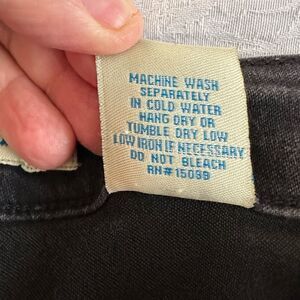 MACHINE WASH
SEPARATELY
IN COLD WATER
HANG DRY OR
TUMBLE DRY LOW
LOW IRON IF NECESSARY
DO NOT BLEACH
RN#15099